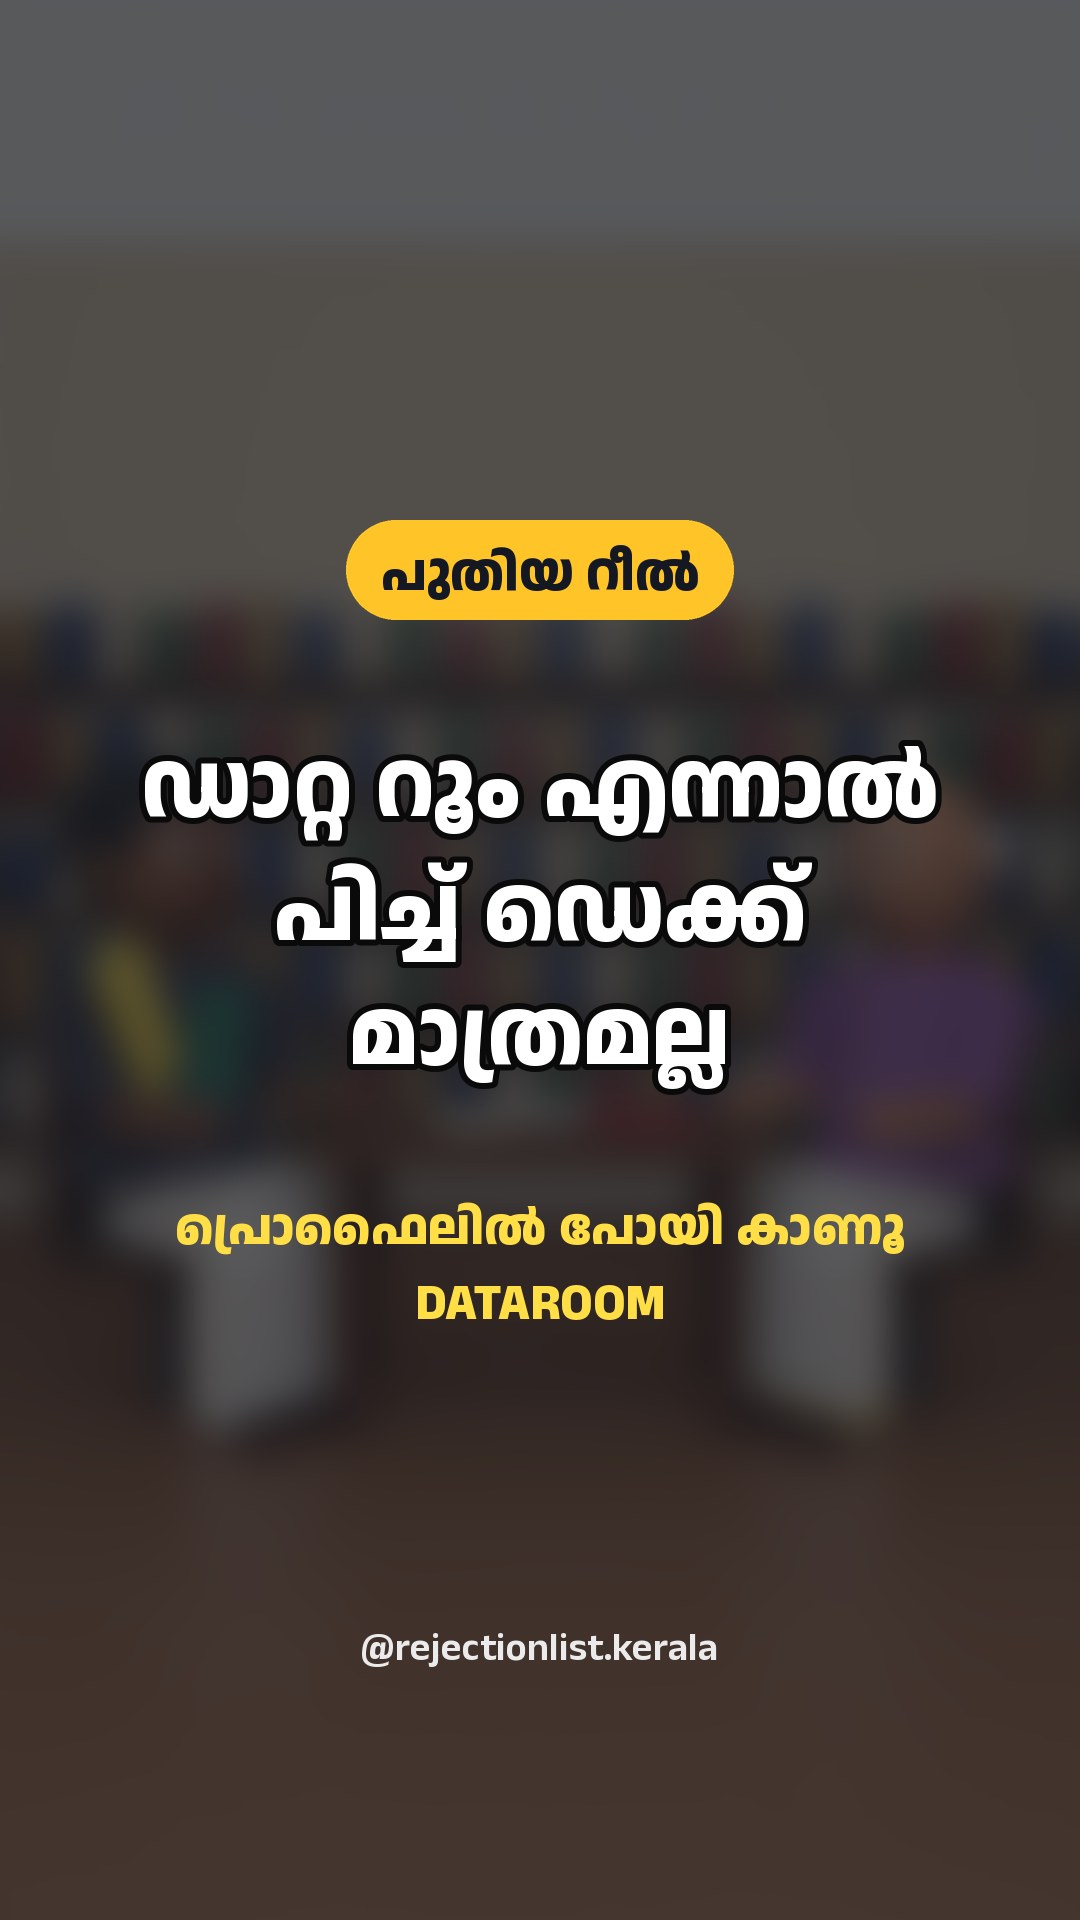 പുതിയ റീൽ
ഡാറ്റ റൂം എന്നാൽ
പിച്ച് ഡെക്ക്
മാത്രമല്ല
പ്രൊഫൈലിൽ പോയി കാണൂ
DATAROOM
@rejectionlist.kerala